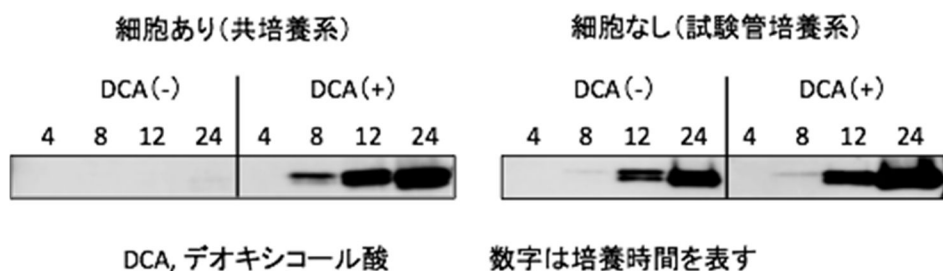 細胞あり(共培養系) 細胞なし(試験管培養系)
DCA(-) DCA(+) DCA(-) DCA(+)
4 8 12 24 4 8 12 24 4 8 12 24 4 8 12 24
DCA, デオキシコール酸 数字は培養時間を表す